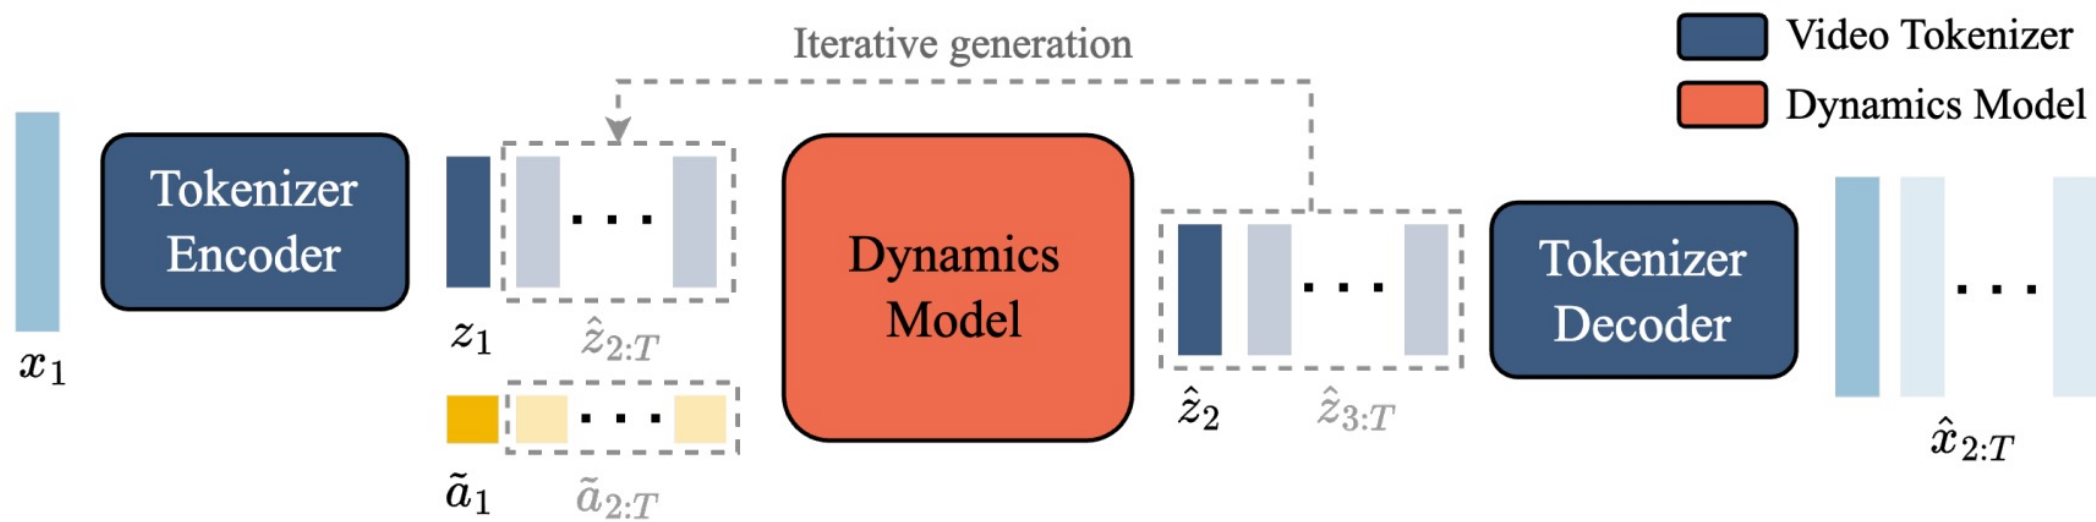 Iterative generation
Video Tokenizer
Dynamics Model
Tokenizer
Encoder
Dynamics
Model
Tokenizer
Decoder
x₁
z₁
ẑ₂:T
ã₁
ã₂:T
ẑ₂
ẑ₃:T
x̂₂:T